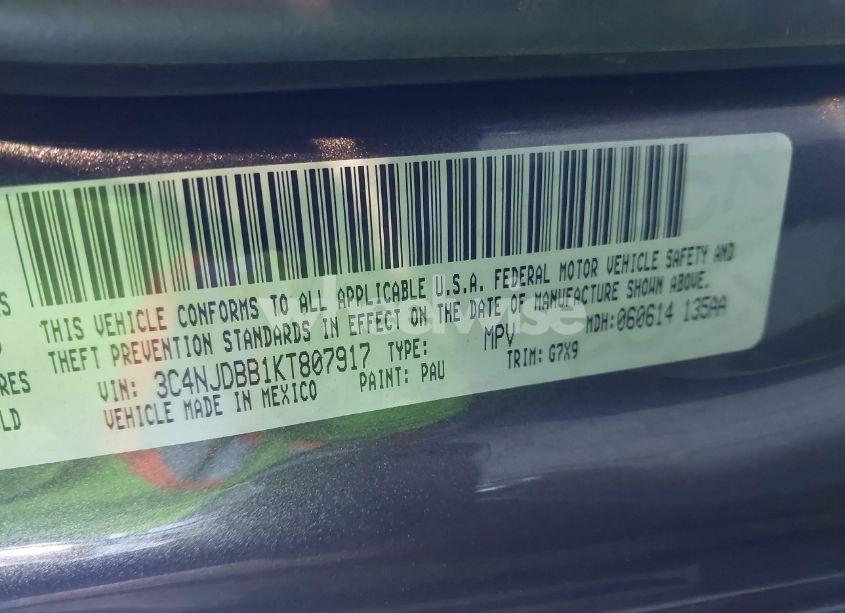 THIS VEHICLE CONFORMS TO ALL APPLICABLE U.S.A. FEDERAL MOTOR VEHICLE SAFETY AND
THEFT PREVENTION STANDARDS IN EFFECT ON THE DATE OF MANUFACTURE SHOWN ABOVE.
RES VIN: 3C4NJDBB1KT807917 TYPE: MPV MDH:060614 135AA
LD VEHICLE MADE IN MEXICO PAINT: PAU TRIM: G7X9